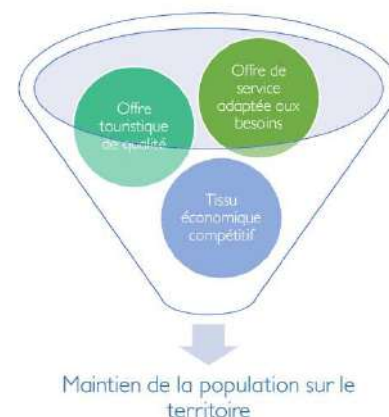 Offre
touristique
de qualité
Offre de
service
adaptée aux
besoins
Tissu
économique
compétitif
Maintien de la population sur le
territoire